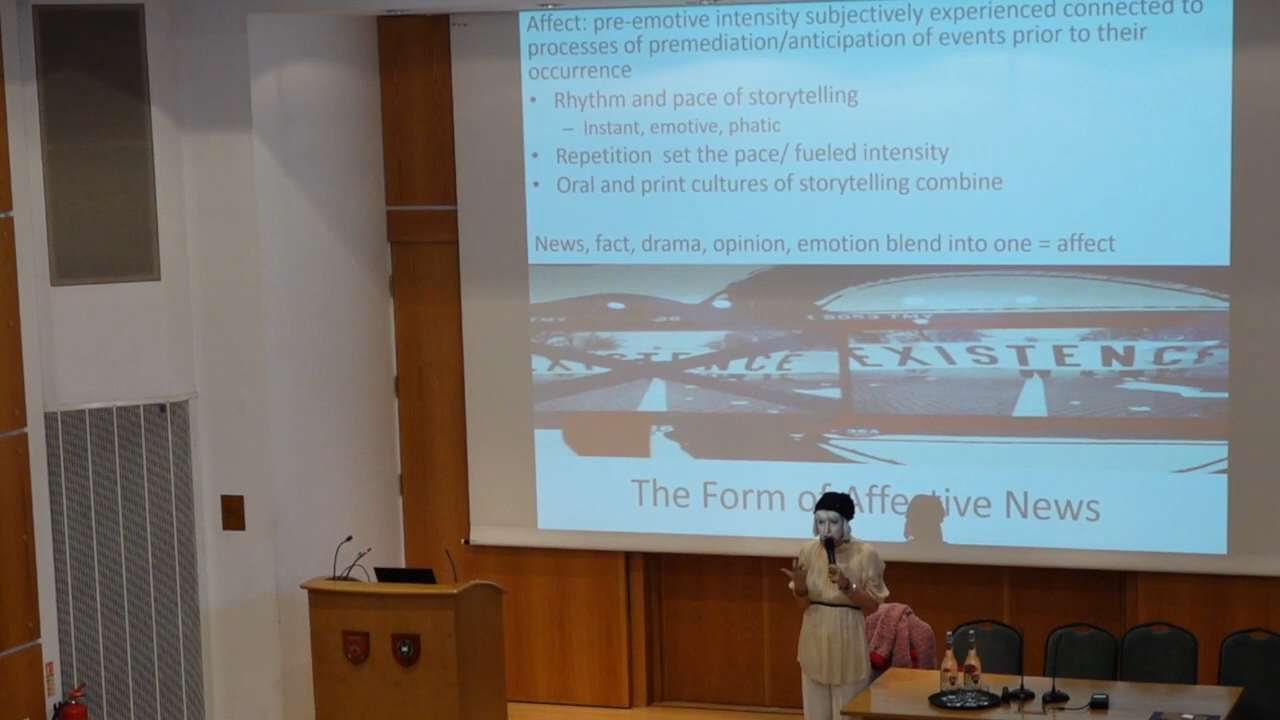 Affect: pre-emotive intensity subjectively experienced connected to
processes of premediation/anticipation of events prior to their
occurrence
• Rhythm and pace of storytelling
– Instant, emotive, phatic
• Repetition set the pace/ fueled intensity
• Oral and print cultures of storytelling combine
News, fact, drama, opinion, emotion blend into one = affect
EXISTENCE
The Form of Affective News